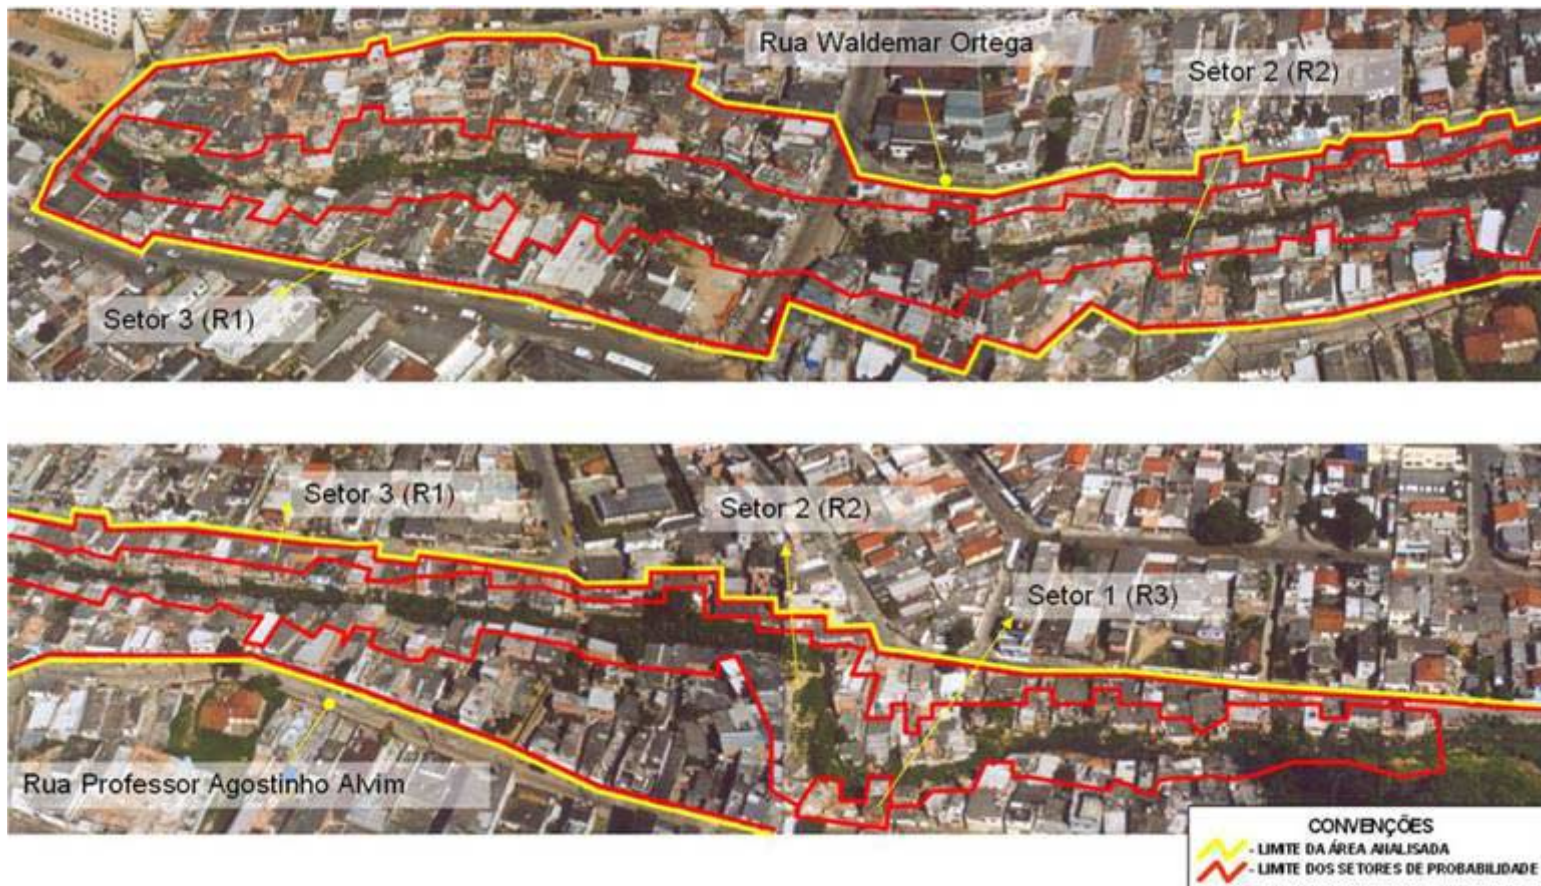 Rua Waldemar Ortega
Setor 2 (R2)
Setor 3 (R1)
Setor 3 (R1)
Setor 2 (R2)
Setor 1 (R3)
Rua Professor Agostinho Alvim
CONVENÇÕES
- LIMITE DA ÁREA ANALISADA
- LIMITE DOS SETORES DE PROBABILIDADE